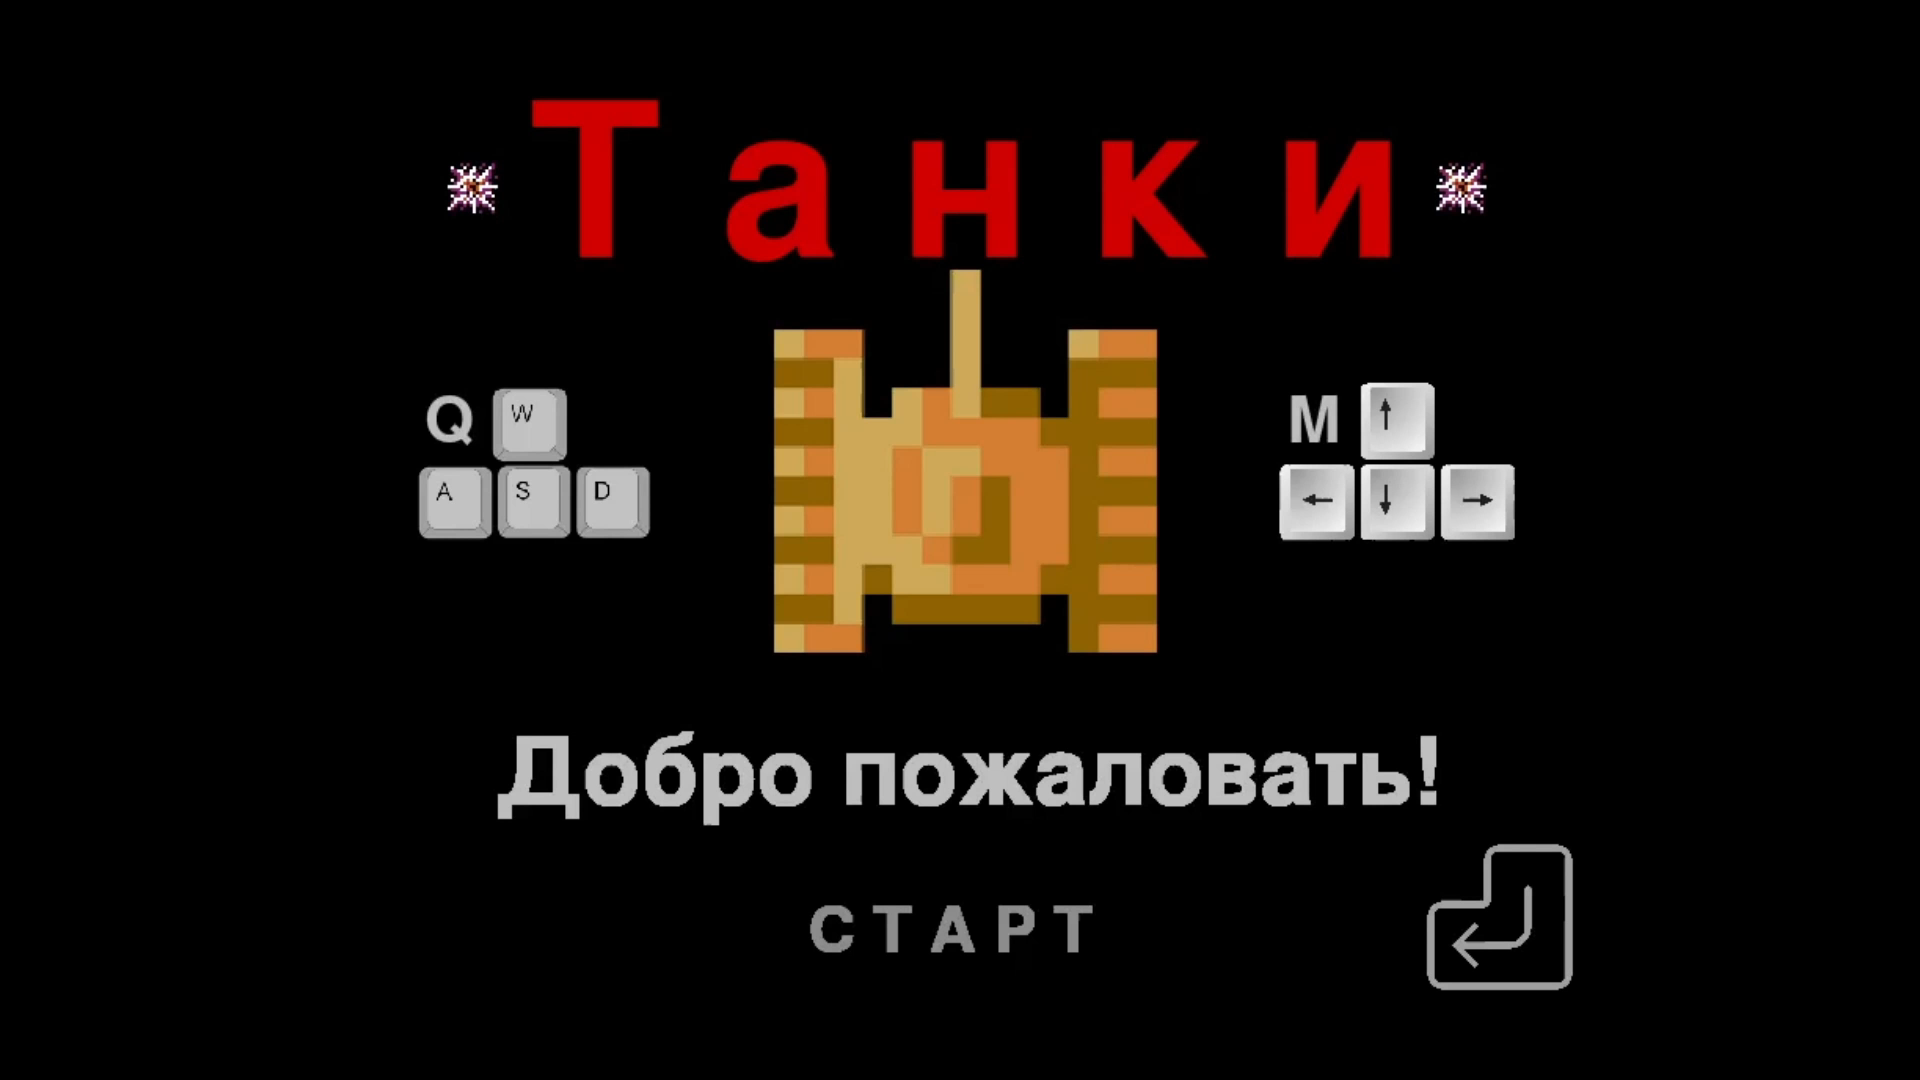 Танки
Q W
A S D
M ↑
← ↓ →
Добро пожаловать!
СТАРТ